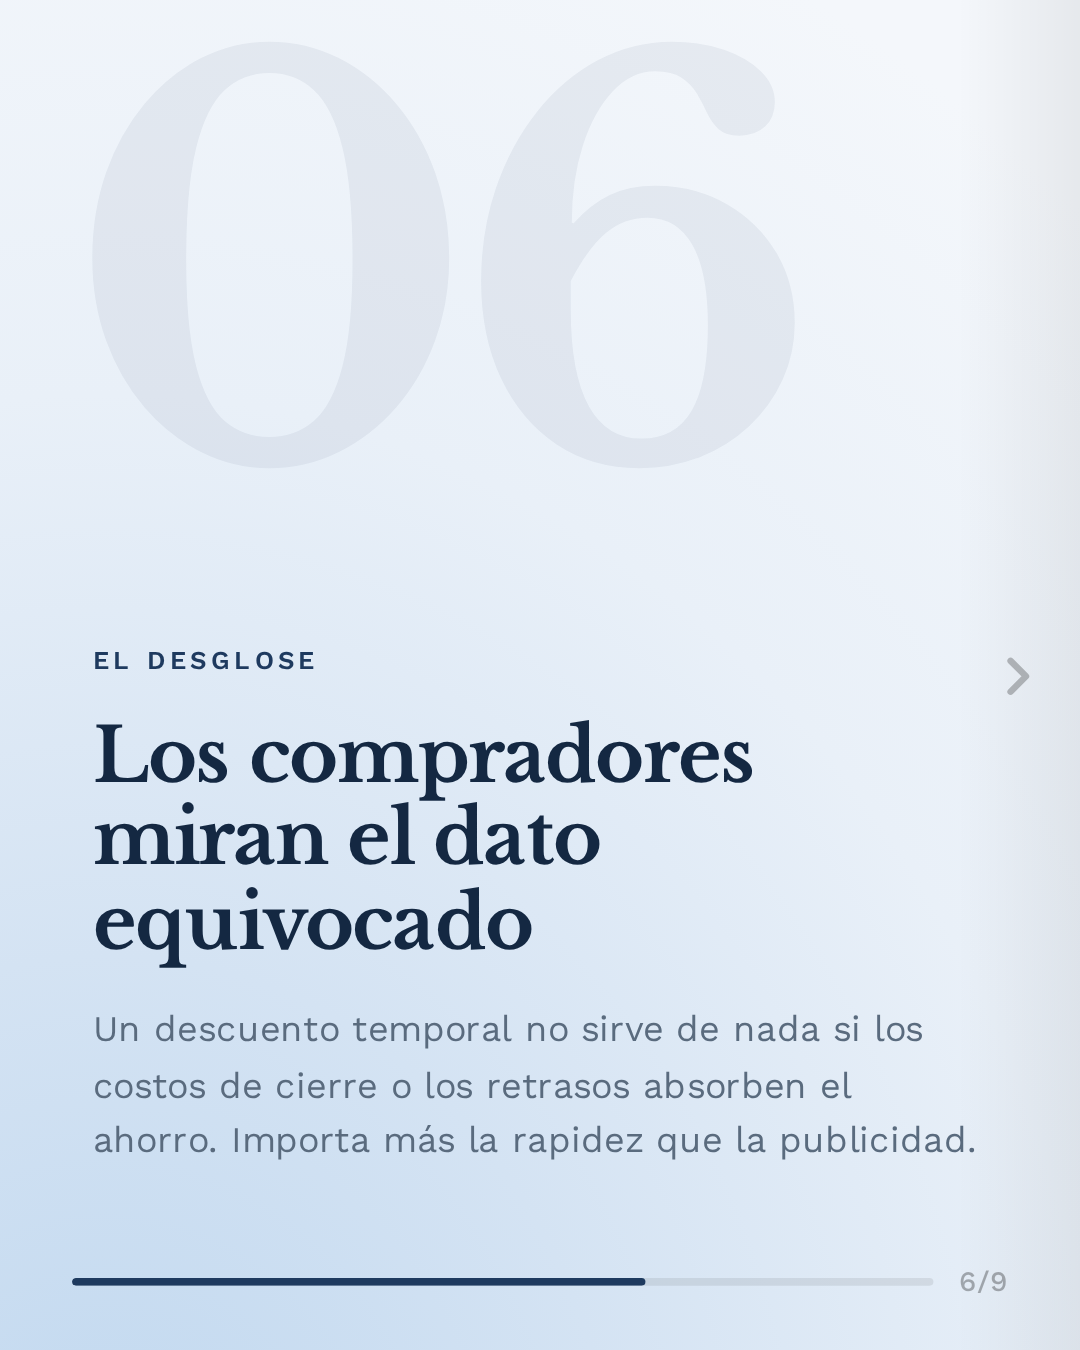 06
EL DESGLOSE
Los compradores
miran el dato
equivocado
Un descuento temporal no sirve de nada si los
costos de cierre o los retrasos absorben el
ahorro. Importa más la rapidez que la publicidad.
6/9